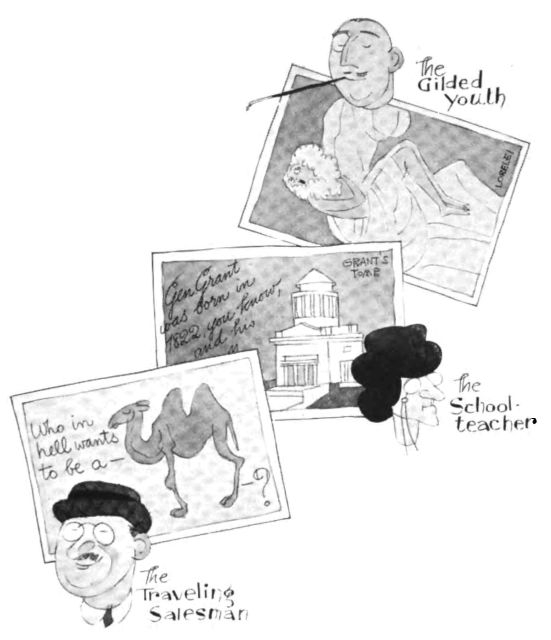 The
Gilded
Youth
LORELEI
Gen Grant
was born in
1822 you know,
and his
GRANT'S
TOMB
The
School-
teacher
Who in
hell wants
to be a —
— ?
The
Traveling
Salesman